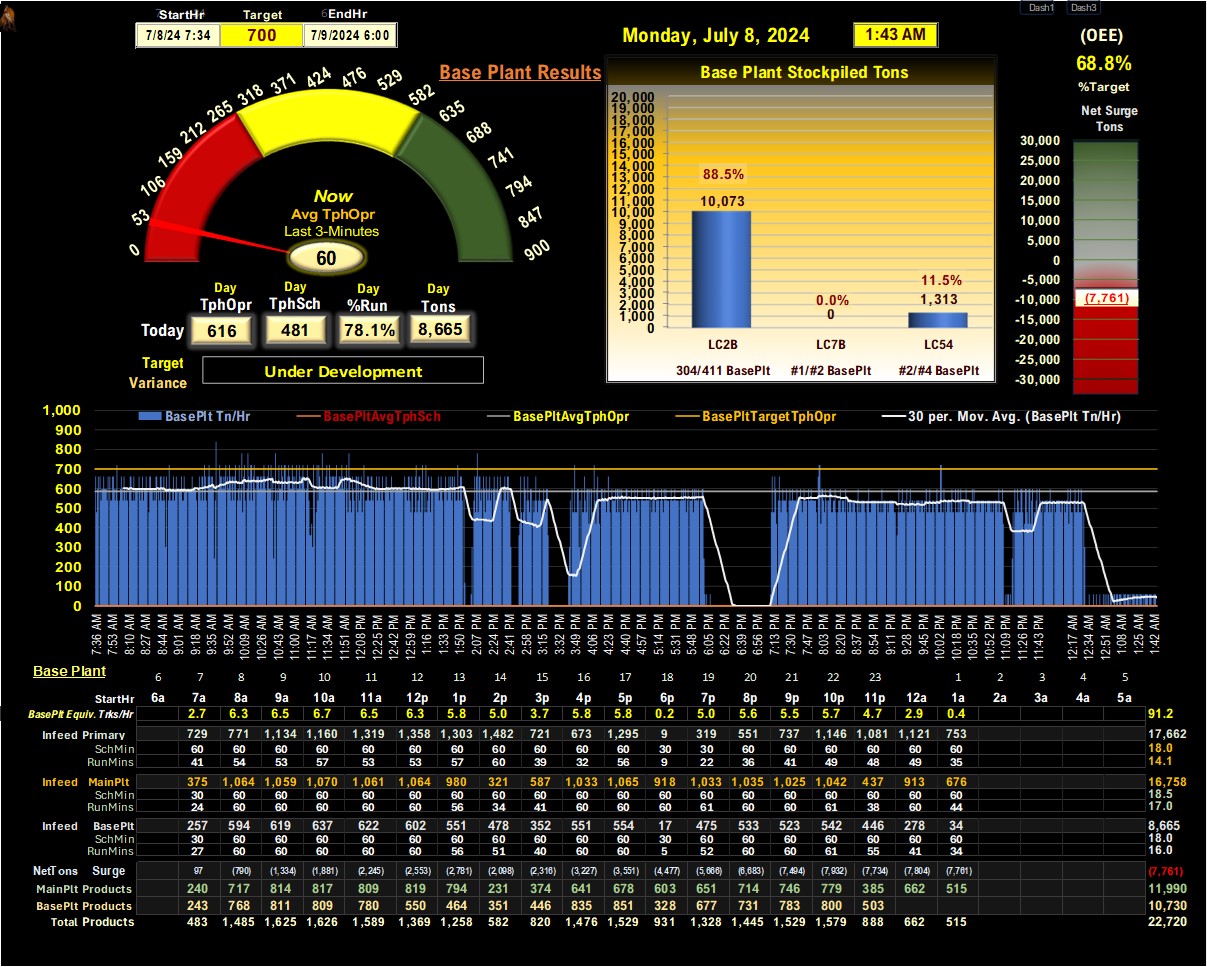 Dash1 Dash3
StartHr Target EndHr
7/8/24 7:34 700 7/9/2024 6:00
Monday, July 8, 2024 1:43 AM
(OEE)
68.8%
%Target
Net Surge
Tons
Base Plant Results
0 53 106 159 212 265 318 371 424 476 529 582 635 688 741 794 847 900
Now
Avg TphOpr
Last 3-Minutes
60
Day Day Day Day
TphOpr TphSch %Run Tons
Today 616 481 78.1% 8,665
Target
Variance
Under Development
Base Plant Stockpiled Tons
20,000
19,000
18,000
17,000
16,000
15,000
14,000
13,000
12,000
11,000
10,000
9,000
8,000
7,000
6,000
5,000
4,000
3,000
2,000
1,000
0
88.5%
10,073
0.0%
0
11.5%
1,313
LC2B LC7B LC54
304/411 BasePlt #1/#2 BasePlt #2/#4 BasePlt
30,000
25,000
20,000
15,000
10,000
5,000
0
-5,000
-10,000
-15,000
-20,000
-25,000
-30,000
(7,761)
BasePlt Tn/Hr BasePltAvgTphSch BasePltAvgTphOpr BasePltTargetTphOpr 30 per. Mov. Avg. (BasePlt Tn/Hr)
1,000
900
800
700
600
500
400
300
200
100
0
7:36 AM 7:53 AM 8:10 AM 8:27 AM 8:44 AM 9:01 AM 9:18 AM 9:35 AM 9:52 AM 10:09 AM 10:26 AM 10:43 AM 11:00 AM 11:17 AM 11:34 AM 11:51 AM 12:08 PM 12:25 PM 12:42 PM 12:59 PM 1:16 PM 1:33 PM 1:50 PM 2:07 PM 2:24 PM 2:41 PM 2:58 PM 3:15 PM 3:32 PM 3:49 PM 4:06 PM 4:23 PM 4:40 PM 4:57 PM 5:14 PM 5:31 PM 5:48 PM 6:05 PM 6:22 PM 6:39 PM 6:56 PM 7:13 PM 7:30 PM 7:47 PM 8:03 PM 8:20 PM 8:37 PM 8:54 PM 9:11 PM 9:28 PM 9:45 PM 10:02 PM 10:18 PM 10:35 PM 10:52 PM 11:09 PM 11:26 PM 11:43 PM 12:17 AM 12:34 AM 12:51 AM 1:08 AM 1:25 AM 1:42 AM
Base Plant 6 7 8 9 10 11 12 13 14 15 16 17 18 19 20 21 22 23 1 2 3 4 5
StartHr 6a 7a 8a 9a 10a 11a 12p 1p 2p 3p 4p 5p 6p 7p 8p 9p 10p 11p 12a 1a 2a 3a 4a 5a
BasePlt Equiv. Trks/Hr 2.7 6.3 6.5 6.7 6.5 6.3 5.8 5.0 3.7 5.8 5.8 0.2 5.0 5.6 5.5 5.7 4.7 2.9 0.4 91.2
Infeed Primary 729 771 1,134 1,160 1,319 1,358 1,303 1,482 721 673 1,295 9 319 551 737 1,146 1,081 1,121 753 17,662
SchMin 60 60 60 60 60 60 60 60 60 60 60 30 30 60 60 60 60 60 60 18.0
RunMins 41 54 53 57 53 53 57 60 39 32 56 9 22 36 41 49 48 49 35 14.1
Infeed MainPlt 375 1,064 1,059 1,070 1,061 1,064 980 321 587 1,033 1,065 918 1,033 1,035 1,025 1,042 437 913 676 16,758
SchMin 30 60 60 60 60 60 60 60 60 60 60 60 60 60 60 60 60 60 60 18.5
RunMins 24 60 60 60 60 60 56 34 41 60 60 60 61 60 60 61 38 60 44 17.0
Infeed BasePlt 257 594 619 637 622 602 551 478 352 551 554 17 475 533 523 542 446 278 34 8,665
SchMin 30 60 60 60 60 60 60 60 60 60 60 30 60 60 60 60 60 60 60 18.0
RunMins 27 60 60 60 60 60 56 51 40 60 60 5 52 60 60 61 55 41 34 16.0
NetTons Surge 97 (790) (1,334) (1,881) (2,245) (2,553) (2,781) (2,098) (2,316) (3,227) (3,551) (4,477) (5,666) (6,683) (7,494) (7,932) (7,734) (7,804) (7,761) (7,761)
MainPlt Products 240 717 814 817 809 819 794 231 374 641 678 603 651 714 746 779 385 662 515 11,990
BasePlt Products 243 768 811 809 780 550 464 351 446 835 851 328 677 731 783 800 503 10,730
Total Products 483 1,485 1,625 1,626 1,589 1,369 1,258 582 820 1,476 1,529 931 1,328 1,445 1,529 1,579 888 662 515 22,720